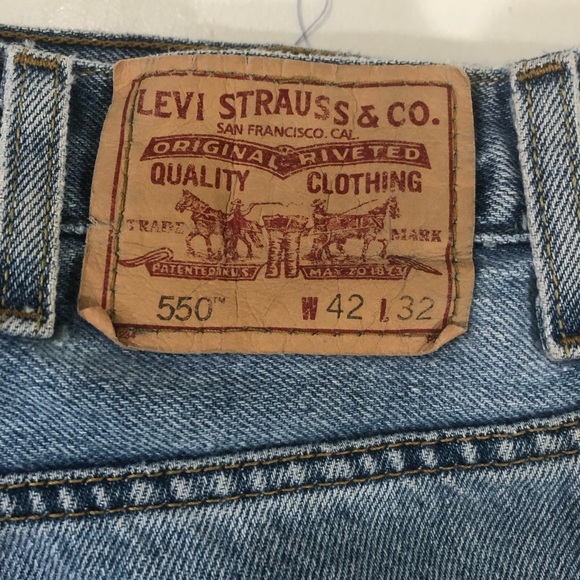 LEVI STRAUSS & CO.
SAN FRANCISCO, CAL.
ORIGINAL RIVETED
QUALITY CLOTHING
TRADE MARK
PATENTED IN U.S. MAY 20 1873
550™ W 42 L 32